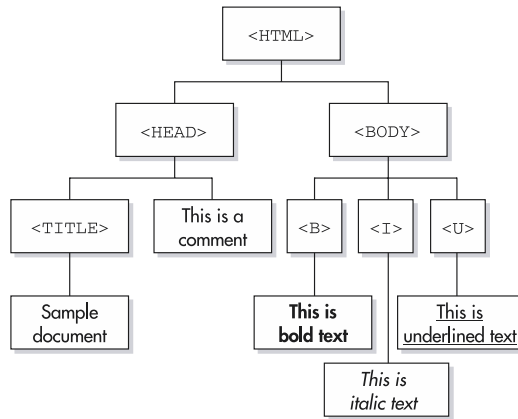 <HTML>
<HEAD>
<BODY>
<TITLE>
This is a
comment
<B>
<I>
<U>
Sample
document
This is
bold text
This is
underlined text
This is
italic text